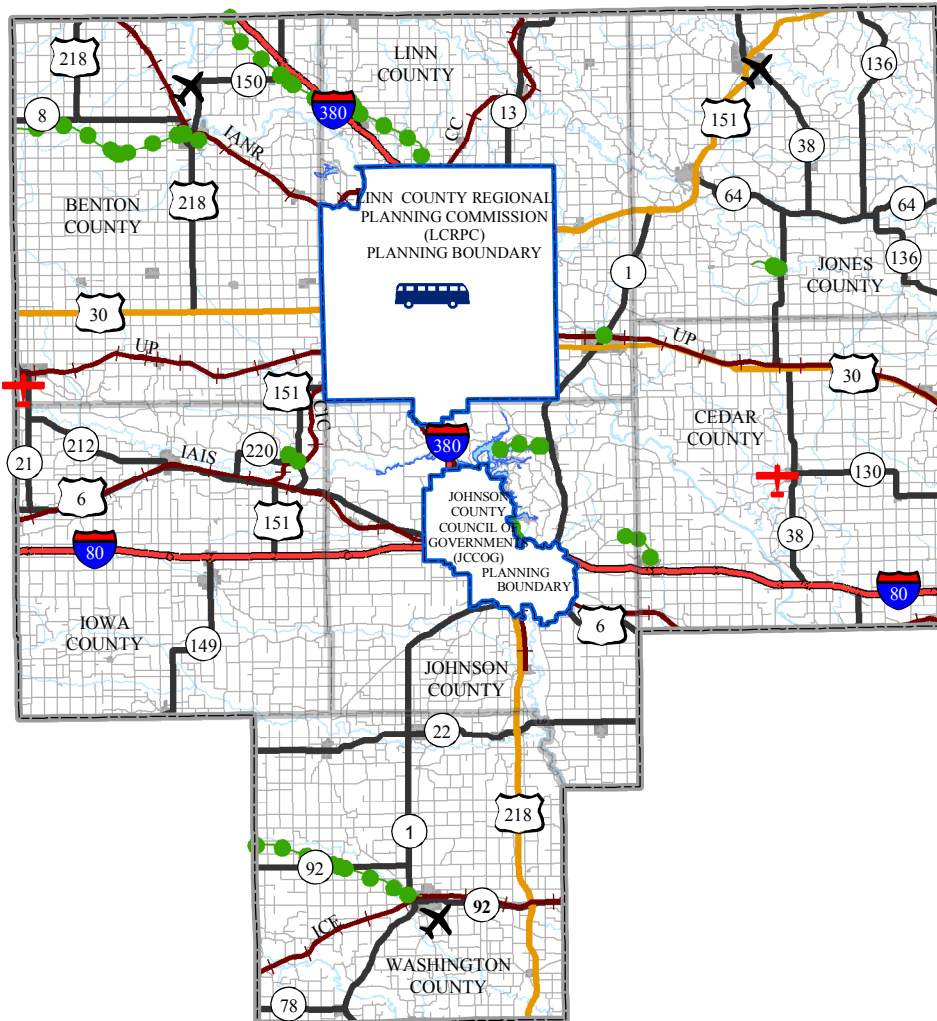 LINN
COUNTY
218
136
150
380
8
13
CC
151
IANR
38
BENTON
COUNTY
218
64
64
INN COUNTY REGIONAL
PLANNING COMMISSION
(LCRPC)
PLANNING BOUNDARY
136
JONES
COUNTY
1
30
UP
UP
30
151
CIC
CEDAR
COUNTY
212
IAIS
220
380
21
130
6
151
JOHNSON
COUNTY
COUNCIL OF
GOVERNMENTS
(JCCOG)
PLANNING
BOUNDARY
80
38
80
IOWA
COUNTY
149
6
JOHNSON
COUNTY
22
218
1
92
92
ICE
WASHINGTON
COUNTY
78